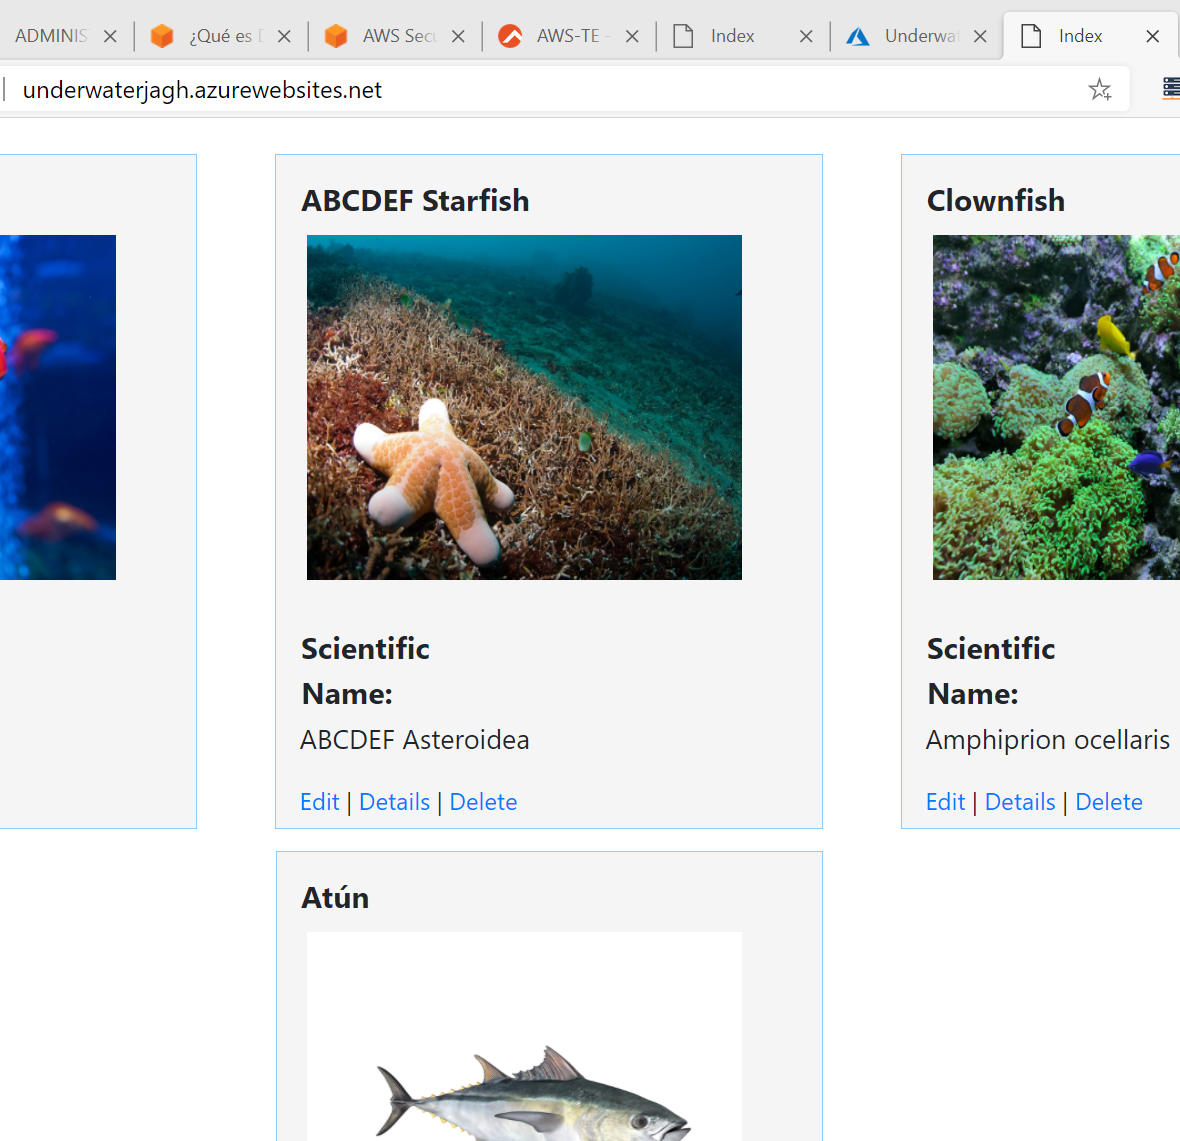 ADMINIS
¿Qué es
AWS Secu
AWS-TE -
Index
Underwat
Index
underwaterjagh.azurewebsites.net
ABCDEF Starfish
Scientific
Name:
ABCDEF Asteroidea
Edit | Details | Delete
Clownfish
Scientific
Name:
Amphiprion ocellaris
Edit | Details | Delete
Atún